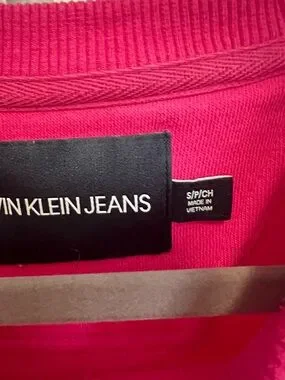 VIN KLEIN JEANS
S/P/CH
MADE IN
VIETNAM